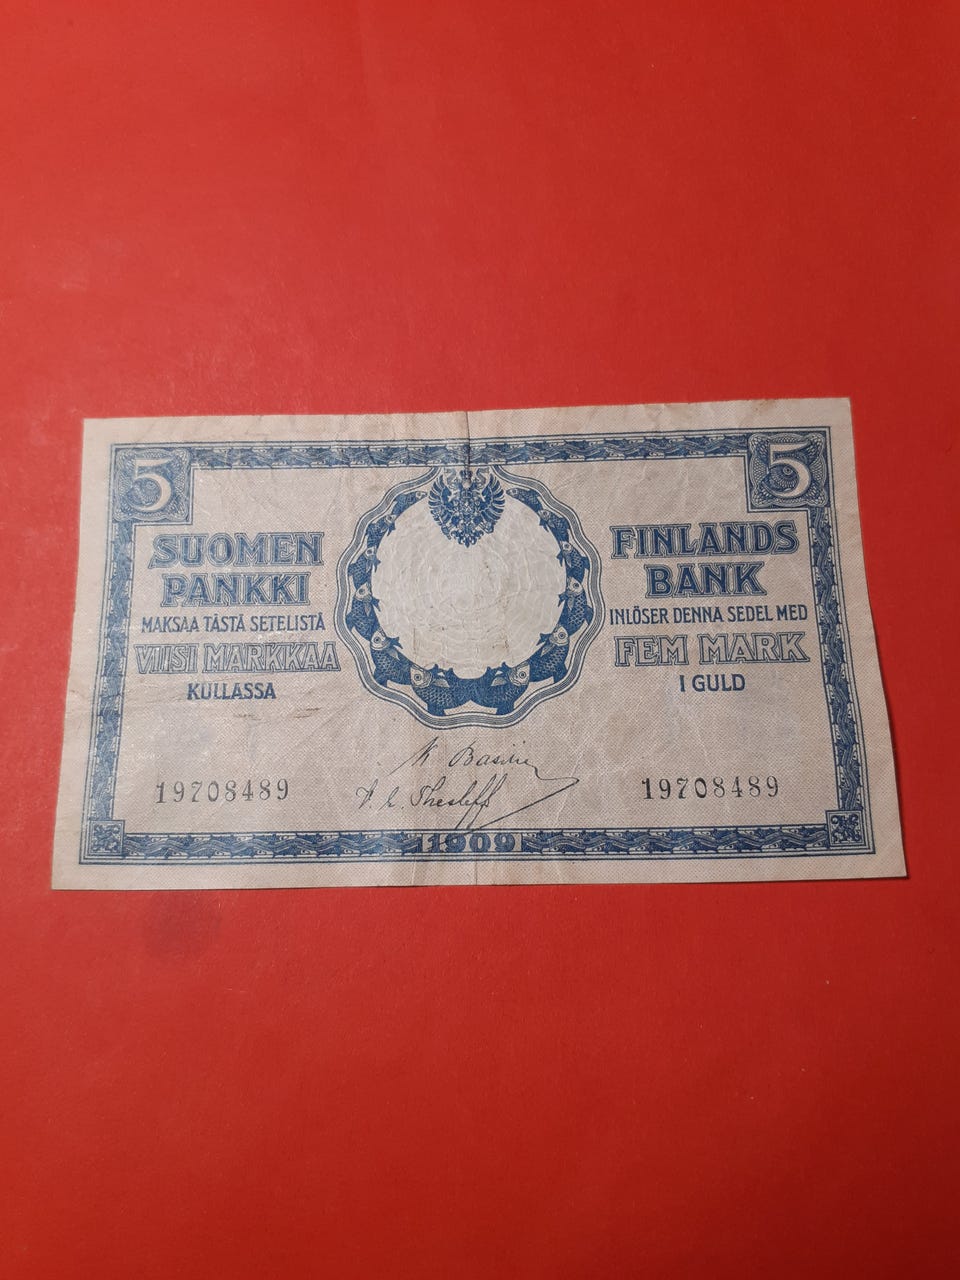 5
5
SUOMEN
PANKKI
MAKSAA TÄSTÄ SETELISTÄ
VIISI MARKKAA
KULLASSA
FINLANDS
BANK
INLÖSER DENNA SEDEL MED
FEM MARK
I GULD
19708489
V. E. Thesleff
19708489
1909